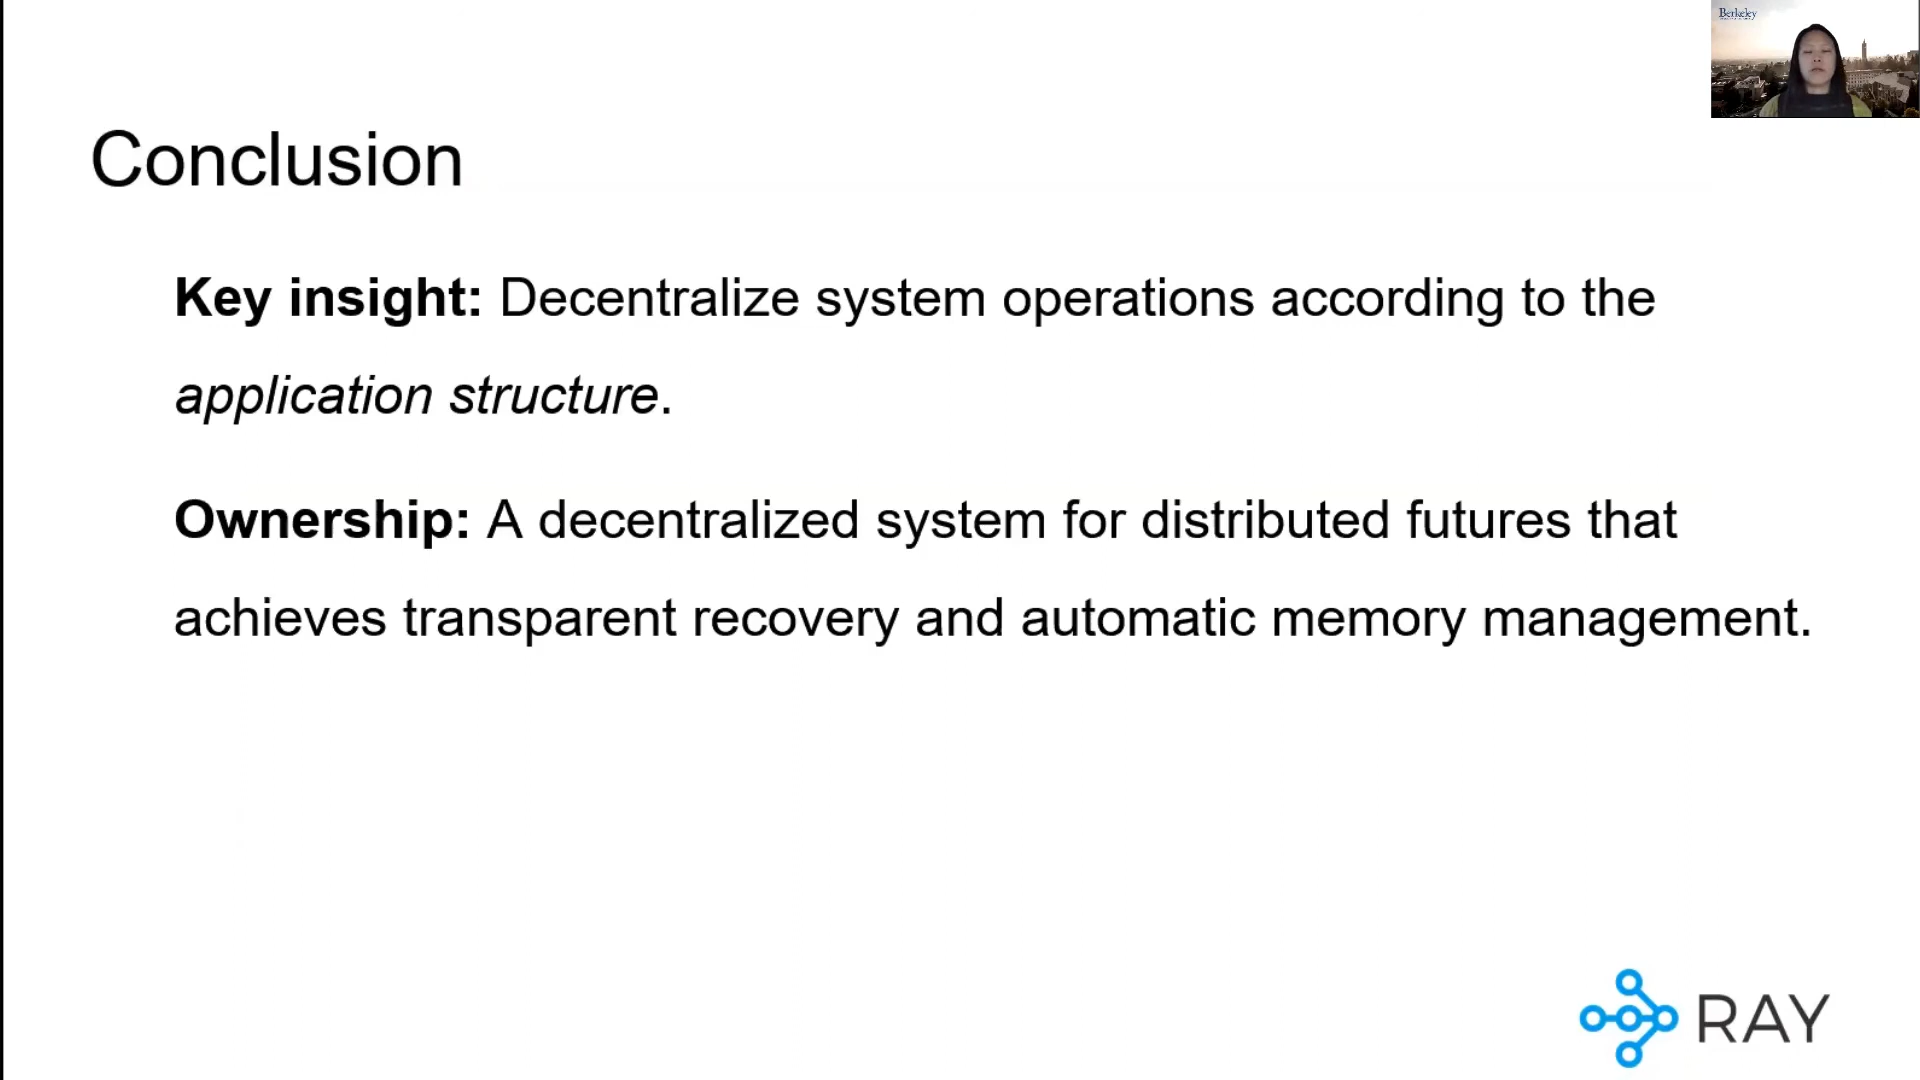 Berkeley
Conclusion
Key insight: Decentralize system operations according to the
application structure.
Ownership: A decentralized system for distributed futures that
achieves transparent recovery and automatic memory management.
RAY